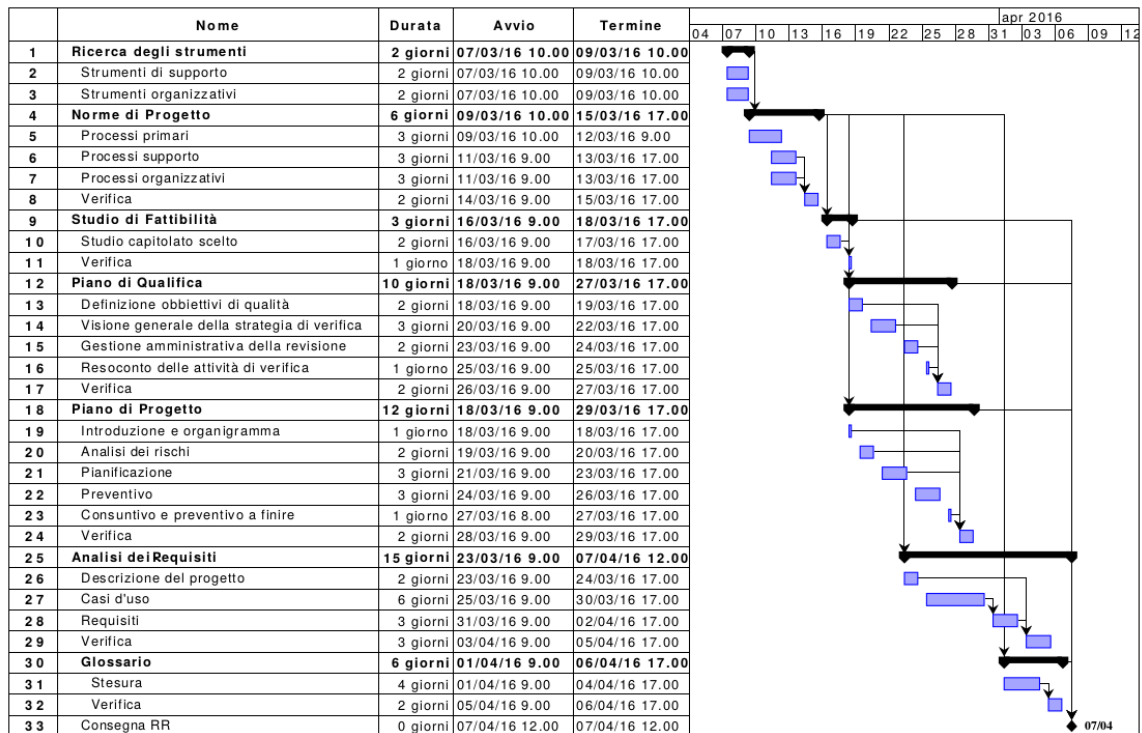 Nome Durata Avvio Termine
apr 2016
04 07 10 13 16 19 22 25 28 31 03 06 09 12
1 Ricerca degli strumenti 2 giorni 07/03/16 10.00 09/03/16 10.00
2 Strumenti di supporto 2 giorni 07/03/16 10.00 09/03/16 10.00
3 Strumenti organizzativi 2 giorni 07/03/16 10.00 09/03/16 10.00
4 Norme di Progetto 6 giorni 09/03/16 10.00 15/03/16 17.00
5 Processi primari 3 giorni 09/03/16 10.00 12/03/16 9.00
6 Processi supporto 3 giorni 11/03/16 9.00 13/03/16 17.00
7 Processi organizzativi 3 giorni 11/03/16 9.00 13/03/16 17.00
8 Verifica 2 giorni 14/03/16 9.00 15/03/16 17.00
9 Studio di Fattibilità 3 giorni 16/03/16 9.00 18/03/16 17.00
10 Studio capitolato scelto 2 giorni 16/03/16 9.00 17/03/16 17.00
11 Verifica 1 giorno 18/03/16 9.00 18/03/16 17.00
12 Piano di Qualifica 10 giorni 18/03/16 9.00 27/03/16 17.00
13 Definizione obbiettivi di qualità 2 giorni 18/03/16 9.00 19/03/16 17.00
14 Visione generale della strategia di verifica 3 giorni 20/03/16 9.00 22/03/16 17.00
15 Gestione amministrativa della revisione 2 giorni 23/03/16 9.00 24/03/16 17.00
16 Resoconto delle attività di verifica 1 giorno 25/03/16 9.00 25/03/16 17.00
17 Verifica 2 giorni 26/03/16 9.00 27/03/16 17.00
18 Piano di Progetto 12 giorni 18/03/16 9.00 29/03/16 17.00
19 Introduzione e organigramma 1 giorno 18/03/16 9.00 18/03/16 17.00
20 Analisi dei rischi 2 giorni 19/03/16 9.00 20/03/16 17.00
21 Pianificazione 3 giorni 21/03/16 9.00 23/03/16 17.00
22 Preventivo 3 giorni 24/03/16 9.00 26/03/16 17.00
23 Consuntivo e preventivo a finire 1 giorno 27/03/16 8.00 27/03/16 17.00
24 Verifica 2 giorni 28/03/16 9.00 29/03/16 17.00
25 Analisi dei Requisiti 15 giorni 23/03/16 9.00 07/04/16 12.00
26 Descrizione del progetto 2 giorni 23/03/16 9.00 24/03/16 17.00
27 Casi d'uso 6 giorni 25/03/16 9.00 30/03/16 17.00
28 Requisiti 3 giorni 31/03/16 9.00 02/04/16 17.00
29 Verifica 3 giorni 03/04/16 9.00 05/04/16 17.00
30 Glossario 6 giorni 01/04/16 9.00 06/04/16 17.00
31 Stesura 4 giorni 01/04/16 9.00 04/04/16 17.00
32 Verifica 2 giorni 05/04/16 9.00 06/04/16 17.00
33 Consegna RR 0 giorni 07/04/16 12.00 07/04/16 12.00 07/04